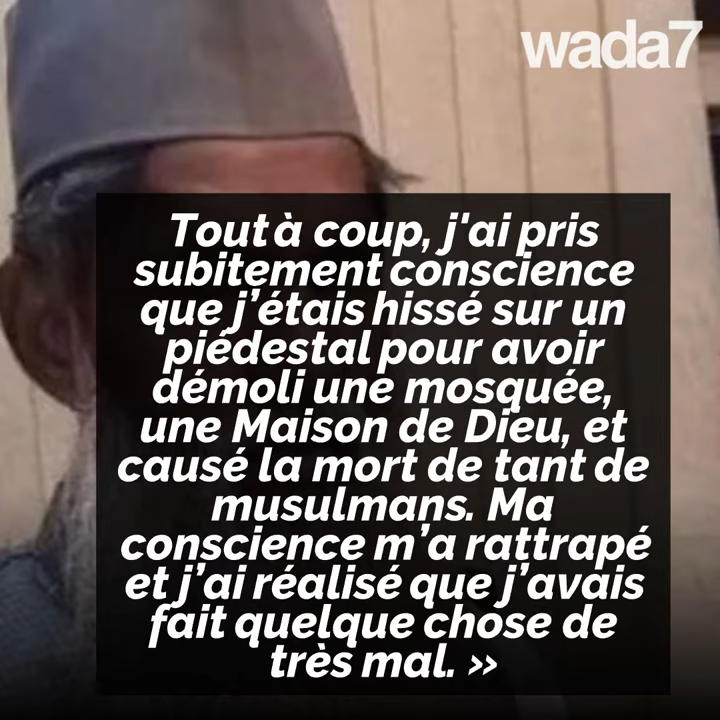 wada7
Tout à coup, j'ai pris
subitement conscience
que j’étais hissé sur un
piédestal pour avoir
démoli une mosquée,
une Maison de Dieu, et
causé la mort de tant de
musulmans. Ma
conscience m’a rattrapé
et j’ai réalisé que j’avais
fait quelque chose de
très mal. »